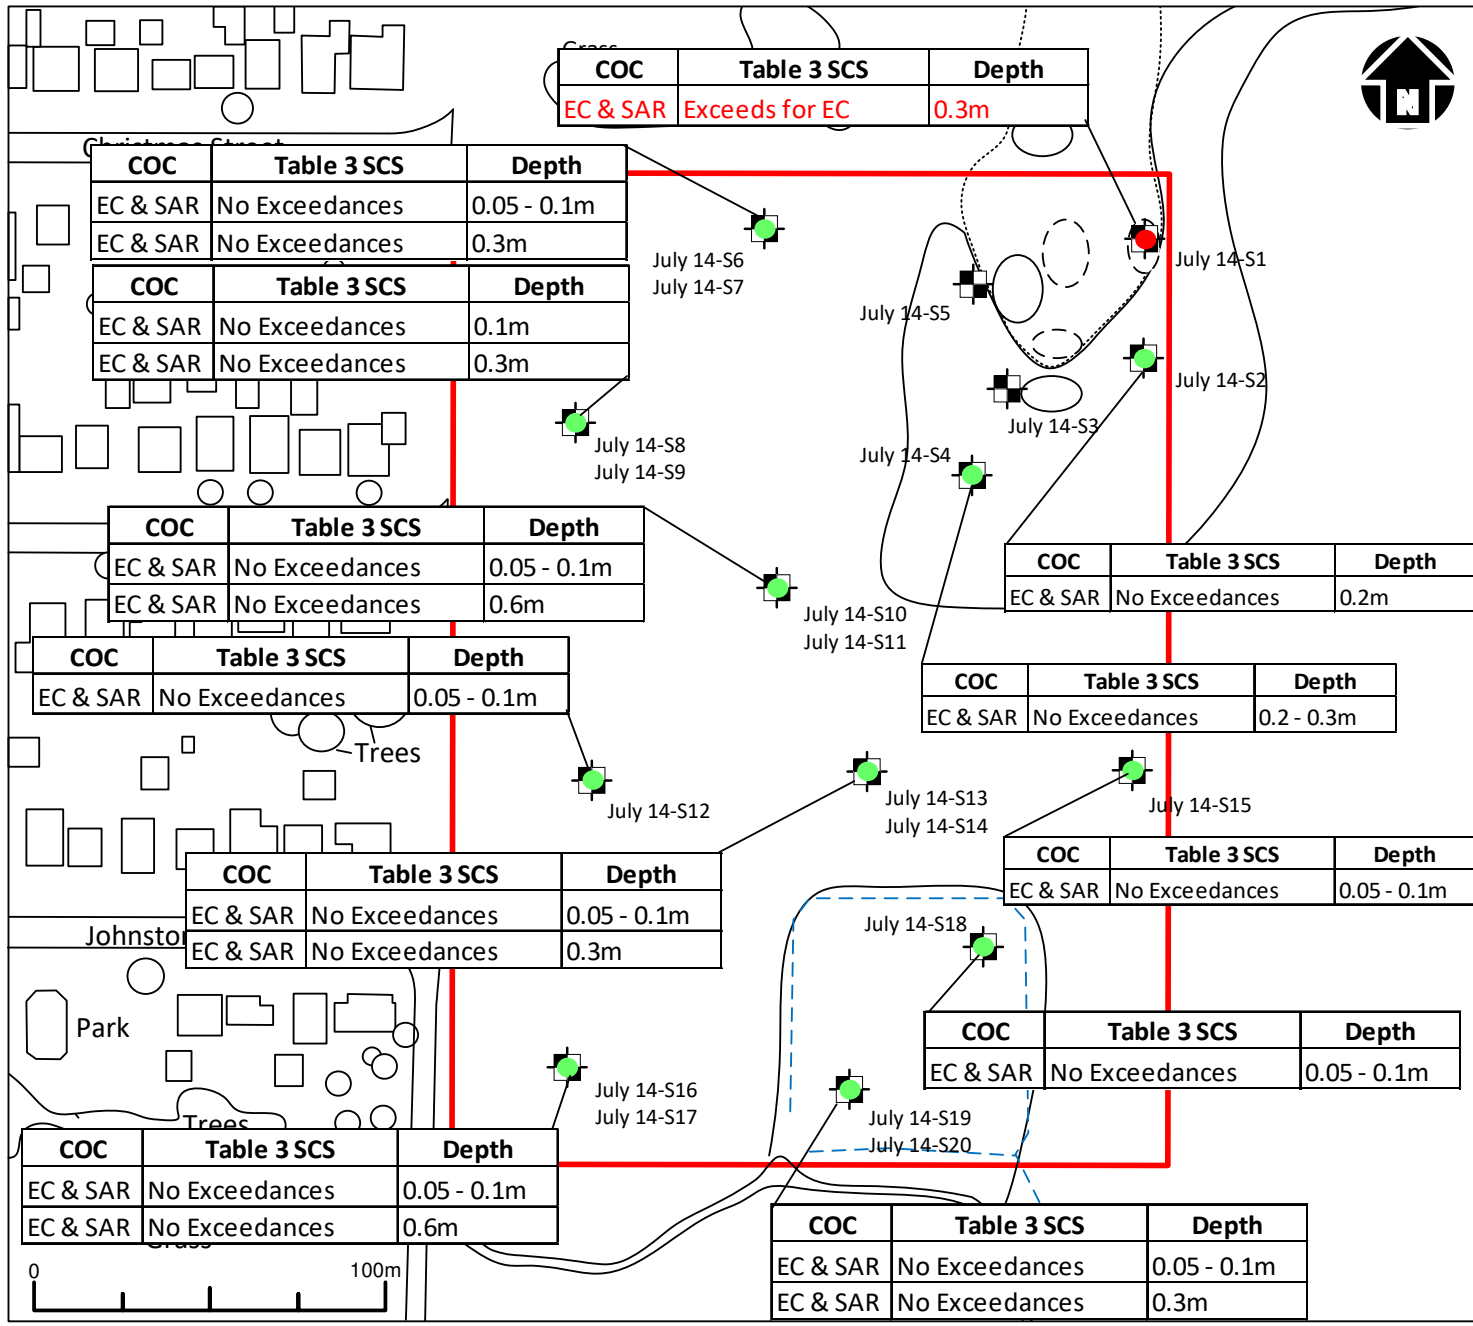 Grass
COC Table 3 SCS Depth
EC & SAR Exceeds for EC 0.3m
N
Christmas Street
COC Table 3 SCS Depth
EC & SAR No Exceedances 0.05 - 0.1m
EC & SAR No Exceedances 0.3m
July 14-S6
July 14-S7
July 14-S1
COC Table 3 SCS Depth
EC & SAR No Exceedances 0.1m
EC & SAR No Exceedances 0.3m
July 14-S5
July 14-S2
July 14-S3
July 14-S8
July 14-S9
July 14-S4
COC Table 3 SCS Depth
EC & SAR No Exceedances 0.05 - 0.1m
EC & SAR No Exceedances 0.6m
COC Table 3 SCS Depth
EC & SAR No Exceedances 0.2m
July 14-S10
July 14-S11
COC Table 3 SCS Depth
EC & SAR No Exceedances 0.05 - 0.1m
COC Table 3 SCS Depth
EC & SAR No Exceedances 0.2 - 0.3m
Trees
July 14-S12
July 14-S13
July 14-S14
July 14-S15
COC Table 3 SCS Depth
EC & SAR No Exceedances 0.05 - 0.1m
EC & SAR No Exceedances 0.3m
COC Table 3 SCS Depth
EC & SAR No Exceedances 0.05 - 0.1m
Johnston
July 14-S18
Park
COC Table 3 SCS Depth
EC & SAR No Exceedances 0.05 - 0.1m
July 14-S16
July 14-S17
July 14-S19
July 14-S20
Trees
COC Table 3 SCS Depth
EC & SAR No Exceedances 0.05 - 0.1m
EC & SAR No Exceedances 0.6m
Grass
COC Table 3 SCS Depth
EC & SAR No Exceedances 0.05 - 0.1m
EC & SAR No Exceedances 0.3m
0 100m